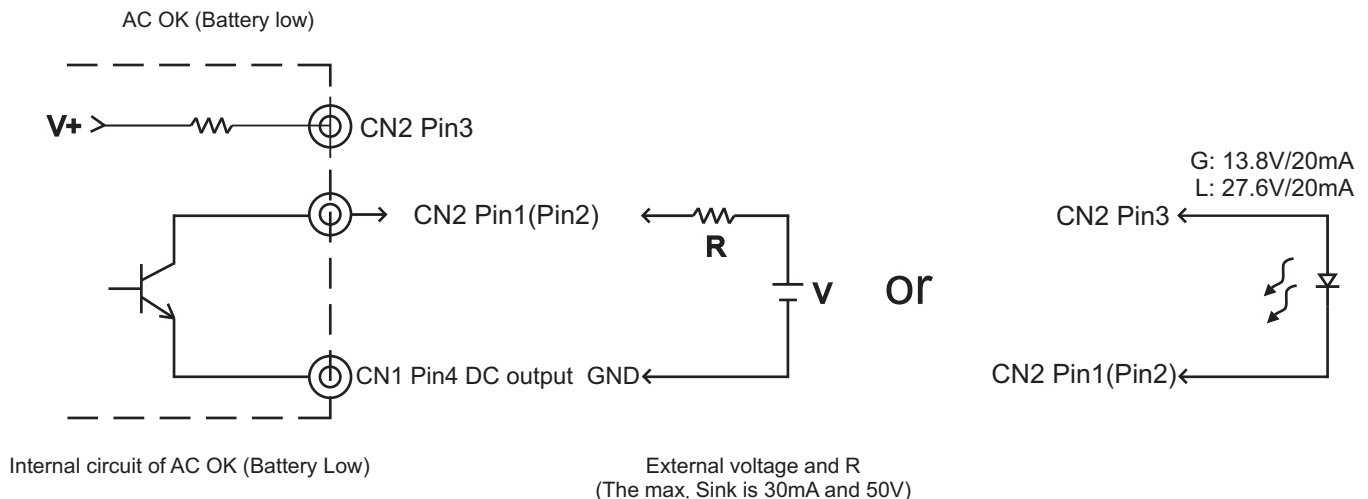 AC OK (Battery low)
V+
CN2 Pin3
CN2 Pin1(Pin2)
R
V
CN1 Pin4 DC output GND
or
G: 13.8V/20mA
L: 27.6V/20mA
CN2 Pin3
CN2 Pin1(Pin2)
Internal circuit of AC OK (Battery Low)
External voltage and R
(The max. Sink is 30mA and 50V)